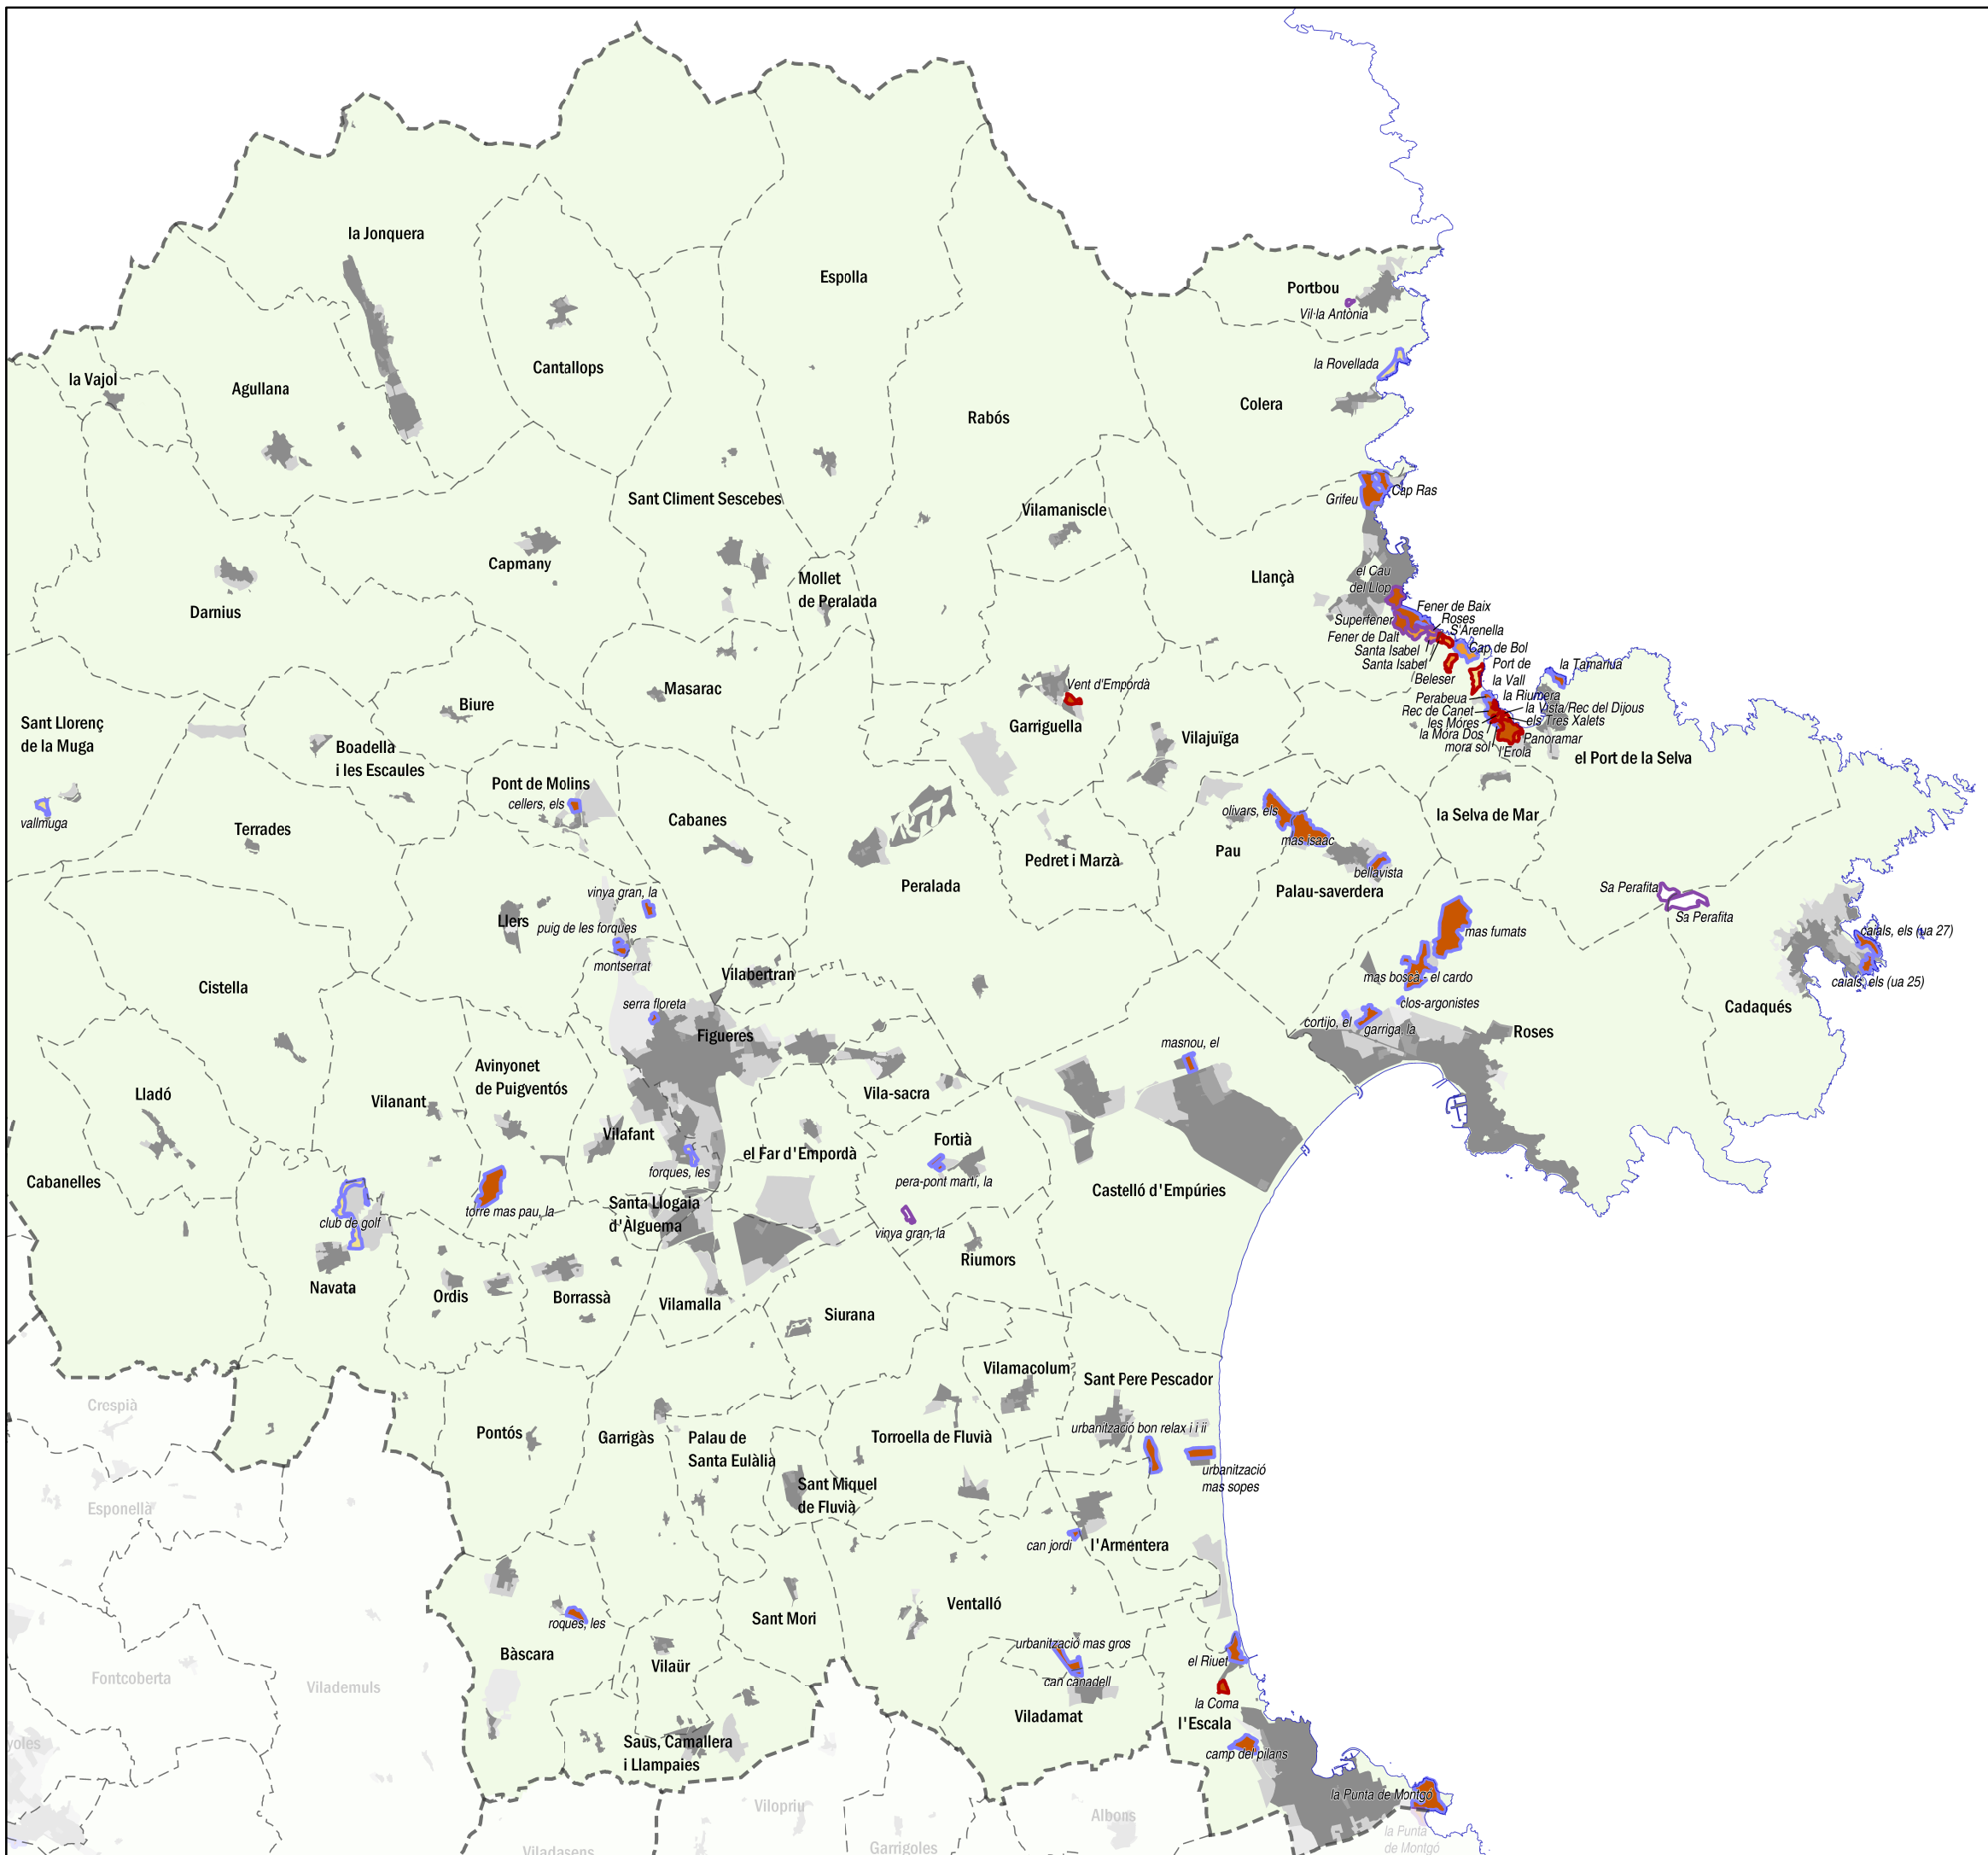 la Jonquera
Espolla
Portbou
Vil·la Antònia
la Rovellada
Cantallops
la Vajol
Agullana
Colera
Rabós
Sant Climent Sescebes
Cap Ras
Grifeu
Vilamaniscle
Capmany
Llançà
el Cau
del Llop
Mollet
de Peralada
Darnius
Fener de Baix
Roses
Superfener
S'Arenella
Fener de Dalt
Santa Isabel
Cap de Bol
Santa Isabel
Port de
la Vall
la Tamariua
Beleser
Vent d'Empordà
Masarac
Perabeua
la Riumera
Biure
Rec de Canet
la Vista/Rec del Dijous
Sant Llorenç
de la Muga
Garriguella
les Móres
els Tres Xalets
la Móra Dos
Panoramar
Vilajuïga
mora sol
l'Erola
Boadellà
i les Escaules
el Port de la Selva
Pont de Molins
cellers, els
vallmuga
Terrades
Cabanes
olivars, els
la Selva de Mar
mas isaac
Pau
Pedret i Marzà
bellavista
Peralada
Palau-saverdera
vinya gran, la
Sa Perafita
Sa Perafita
Llers
puig de les forques
mas fumats
caials, els (ua 27)
montserrat
Vilabertran
mas boscà - el cardo
caials, els (ua 25)
Cistella
serra floreta
clos-argonistes
Cadaqués
cortijo, el
garriga, la
Roses
Figueres
masnou, el
Avinyonet
de Puigventós
Lladó
Vilanant
Vila-sacra
Vilafant
Fortià
el Far d'Empordà
forques, les
pera-pont martí, la
Cabanelles
Castelló d'Empúries
Santa Llogaia
d'Àlguema
torre mas pau, la
club de golf
vinya gran, la
Riumors
Navata
Ordis
Borrassà
Vilamalla
Siurana
Vilamacolum
Sant Pere Pescador
Crespià
urbanització bon relax i i ii
Pontós
Garrigàs
Palau de
Santa Eulàlia
Torroella de Fluvià
urbanització
mas sopes
Sant Miquel
de Fluvià
Esponellà
can jordi
l'Armentera
Ventalló
Sant Mori
roques, les
Bàscara
urbanització mas gros
el Riuet
Vilaür
can canadell
Fontcoberta
Vilademuls
la Coma
Viladamat
l'Escala
yoles
Saus, Camallera
i Llampaies
camp del pilans
la Punta de Montgó
Vilopriu
Albons
la Punta
de Montgó
Garrigoles
Viladasens